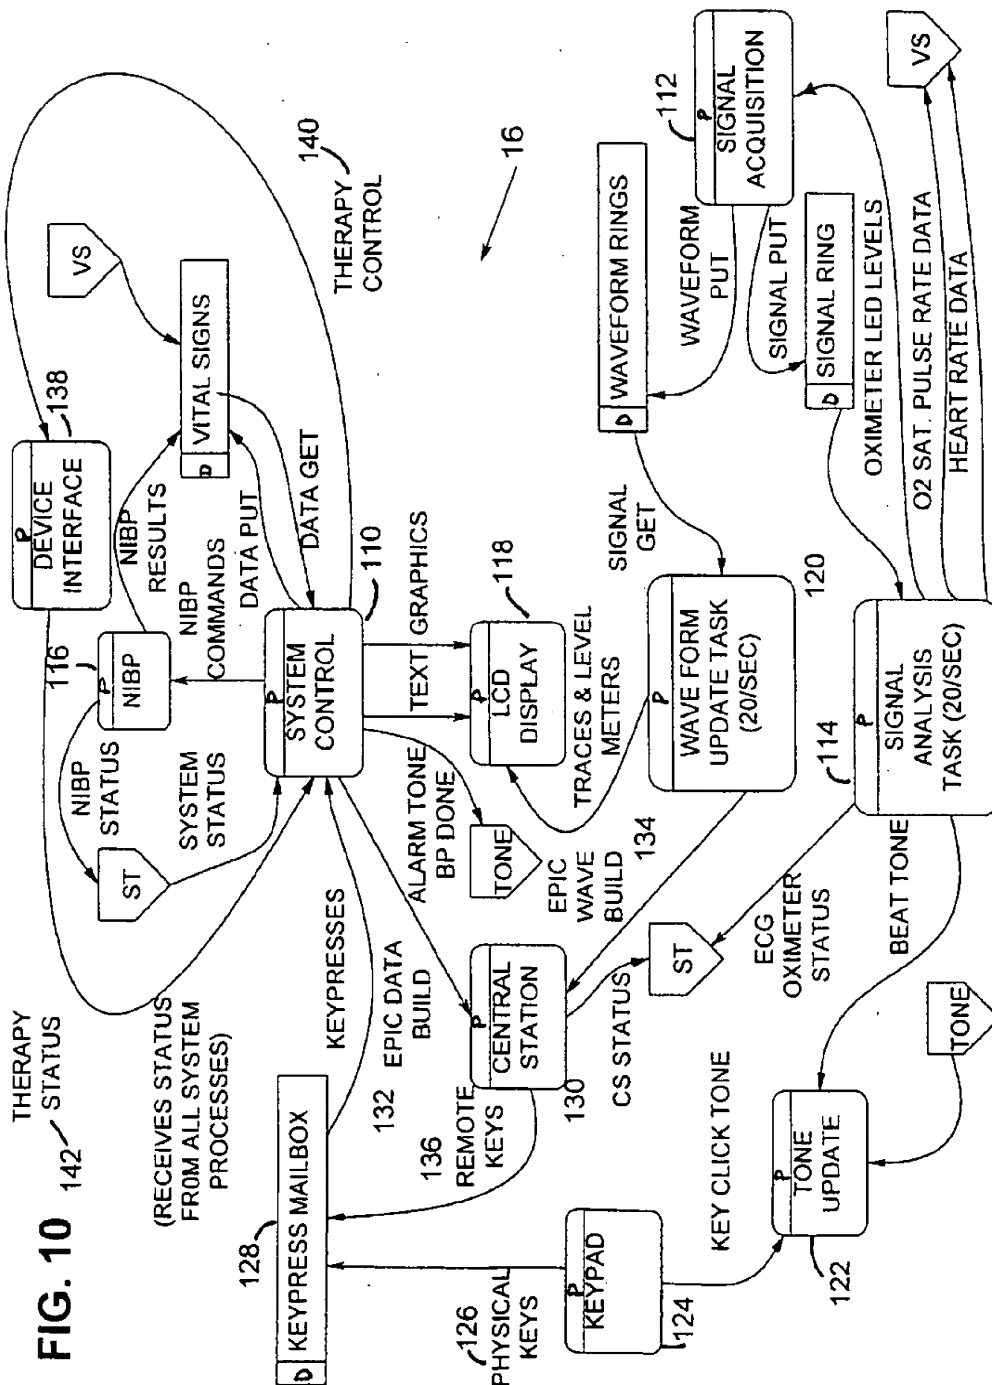 FIG. 10
THERAPY
STATUS
142
(RECEIVES STATUS
FROM ALL SYSTEM
PROCESSES)
NIBP
STATUS
ST
SYSTEM
STATUS
116
P
NIBP
P
DEVICE
INTERFACE
138
NIBP
RESULTS
NIBP
COMMANDS
DATA PUT
D
VITAL SIGNS
VS
DATA GET
THERAPY
CONTROL
140
D
KEYPRESS MAILBOX
128
KEYPRESSES
132
EPIC DATA
BUILD
P
SYSTEM
CONTROL
110
ALARM TONE
BP DONE
TEXT
GRAPHICS
TONE
P
LCD
DISPLAY
118
16
136
REMOTE
KEYS
P
CENTRAL
STATION
130
CS STATUS
EPIC
WAVE
BUILD
134
TRACES & LEVEL
METERS
SIGNAL
GET
D
WAVEFORM RINGS
126
PHYSICAL
KEYS
P
KEYPAD
124
KEY CLICK TONE
ST
ECG
OXIMETER
STATUS
P
WAVE FORM
UPDATE TASK
(20/SEC)
120
WAVEFORM
PUT
SIGNAL PUT
112
P
SIGNAL
ACQUISITION
D
SIGNAL RING
P
TONE
UPDATE
122
TONE
BEAT TONE
114
P
SIGNAL
ANALYSIS
TASK (20/SEC)
OXIMETER LED LEVELS
O2 SAT. PULSE RATE DATA
HEART RATE DATA
VS